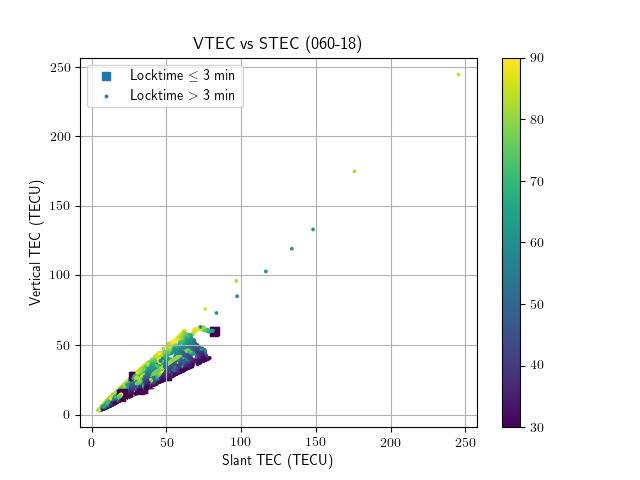 VTEC vs STEC (060-18)
Locktime ≤ 3 min
Locktime > 3 min
250
200
150
100
50
0
Vertical TEC (TECU)
0 50 100 150 200 250
Slant TEC (TECU)
90
80
70
60
50
40
30